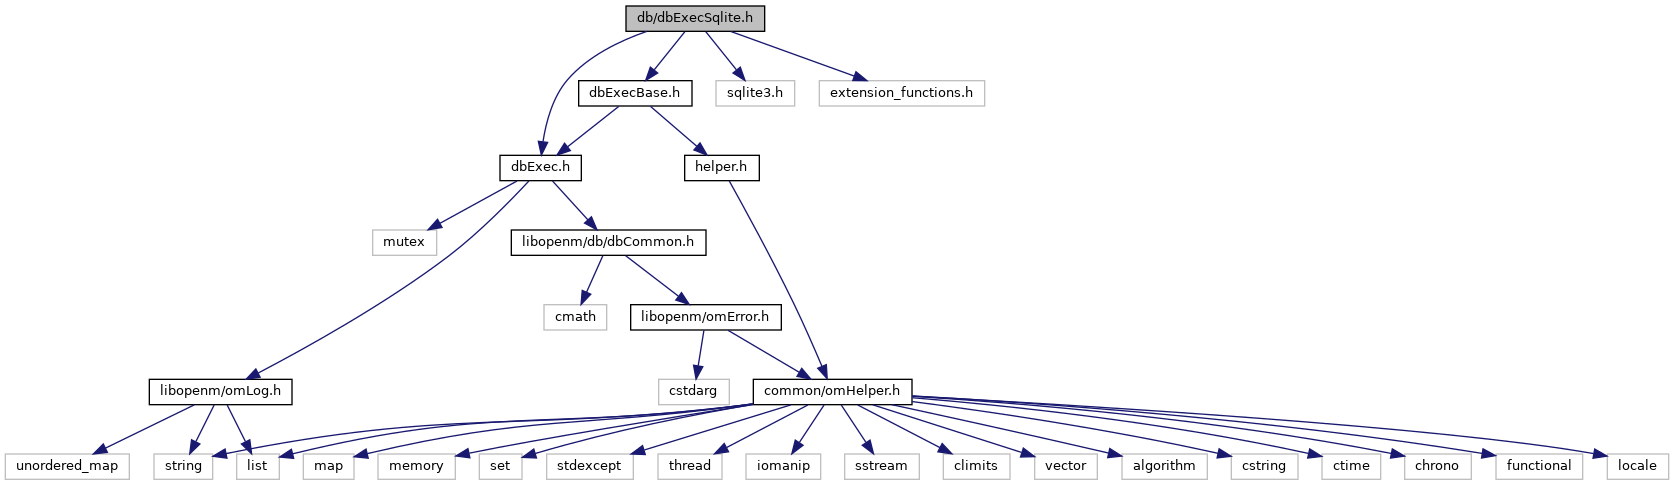 db/dbExecSqlite.h
dbExecBase.h
sqlite3.h
extension_functions.h
dbExec.h
helper.h
mutex
libopenm/db/dbCommon.h
cmath
libopenm/omError.h
libopenm/omLog.h
cstdarg
common/omHelper.h
unordered_map
string
list
map
memory
set
stdexcept
thread
iomanip
sstream
climits
vector
algorithm
cstring
ctime
chrono
functional
locale